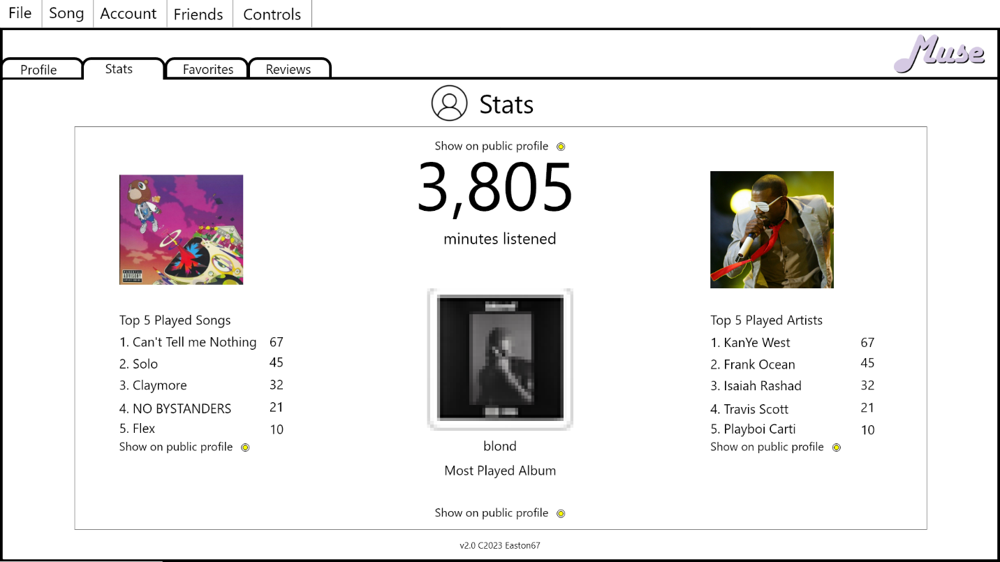 File Song Account Friends Controls
Muse
Profile Stats Favorites Reviews
Stats
Show on public profile
3,805
minutes listened
PARENTAL
ADVISORY
Top 5 Played Songs
1. Can't Tell me Nothing 67
2. Solo 45
3. Claymore 32
4. NO BYSTANDERS 21
5. Flex 10
Show on public profile
blond
Most Played Album
Show on public profile
Top 5 Played Artists
1. KanYe West 67
2. Frank Ocean 45
3. Isaiah Rashad 32
4. Travis Scott 21
5. Playboi Carti 10
Show on public profile
v2.0 C2023 Easton67